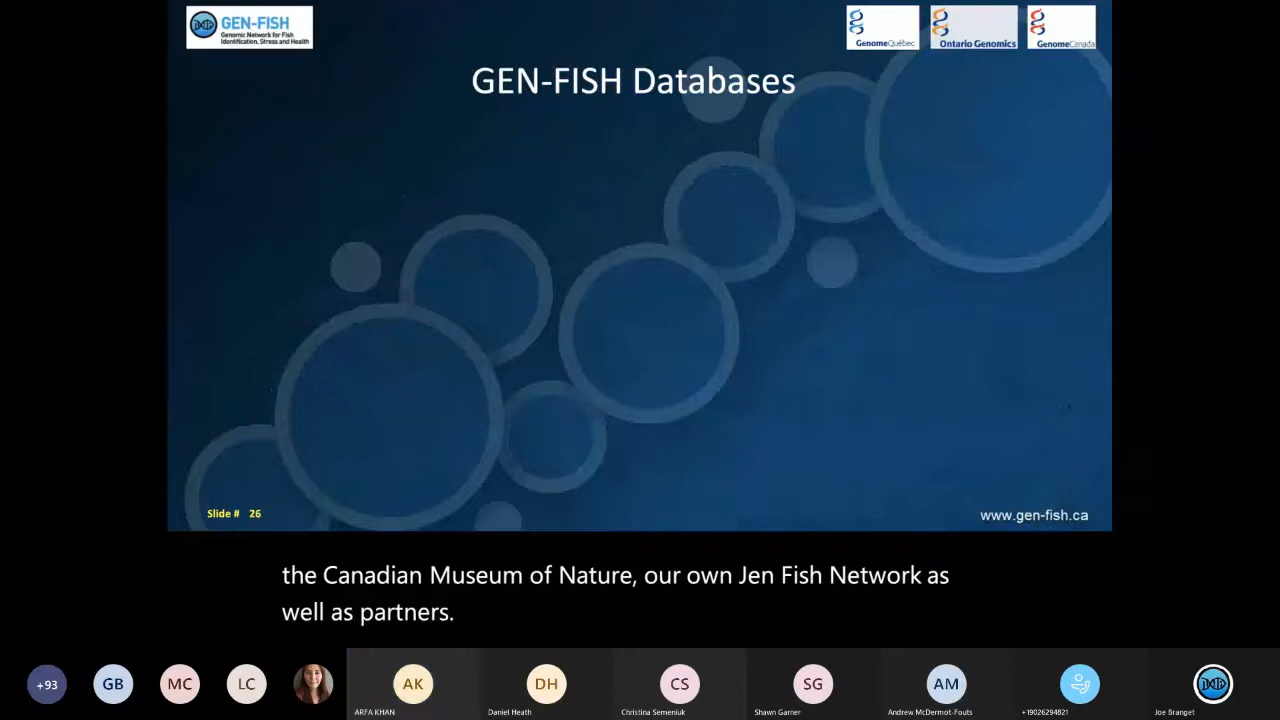 GEN-FISH
Genomic Network for Fish
Identification, Stress and Health
GenomeQuébec
Ontario Genomics
GenomeCanada
GEN-FISH Databases
Slide # 26
www.gen-fish.ca
the Canadian Museum of Nature, our own Jen Fish Network as
well as partners.
+93
GB
MC
LC
AK
DH
CS
SG
AM
ARFA KHAN
Daniel Heath
Christina Semeniuk
Shawn Garner
Andrew McDermot-Fouts
+19026294821
Joe Branget